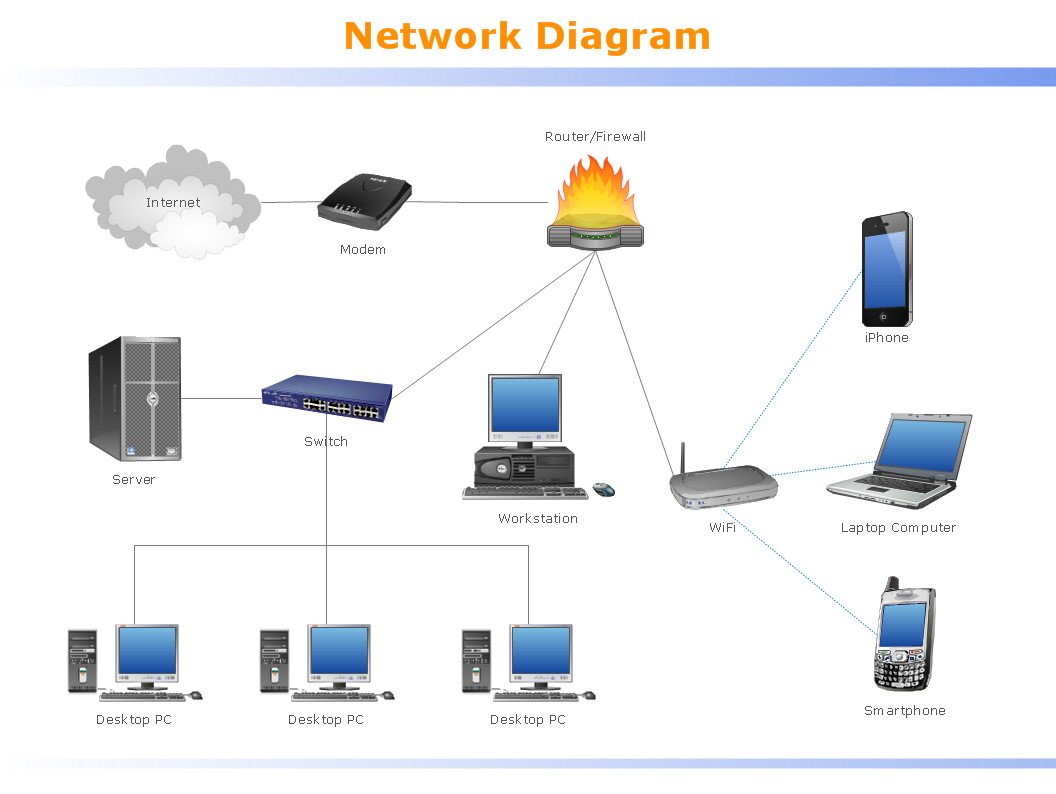 Network Diagram
Router/Firewall
Internet
Modem
iPhone
Switch
Server
Workstation
WiFi
Laptop Computer
Smartphone
Desktop PC
Desktop PC
Desktop PC